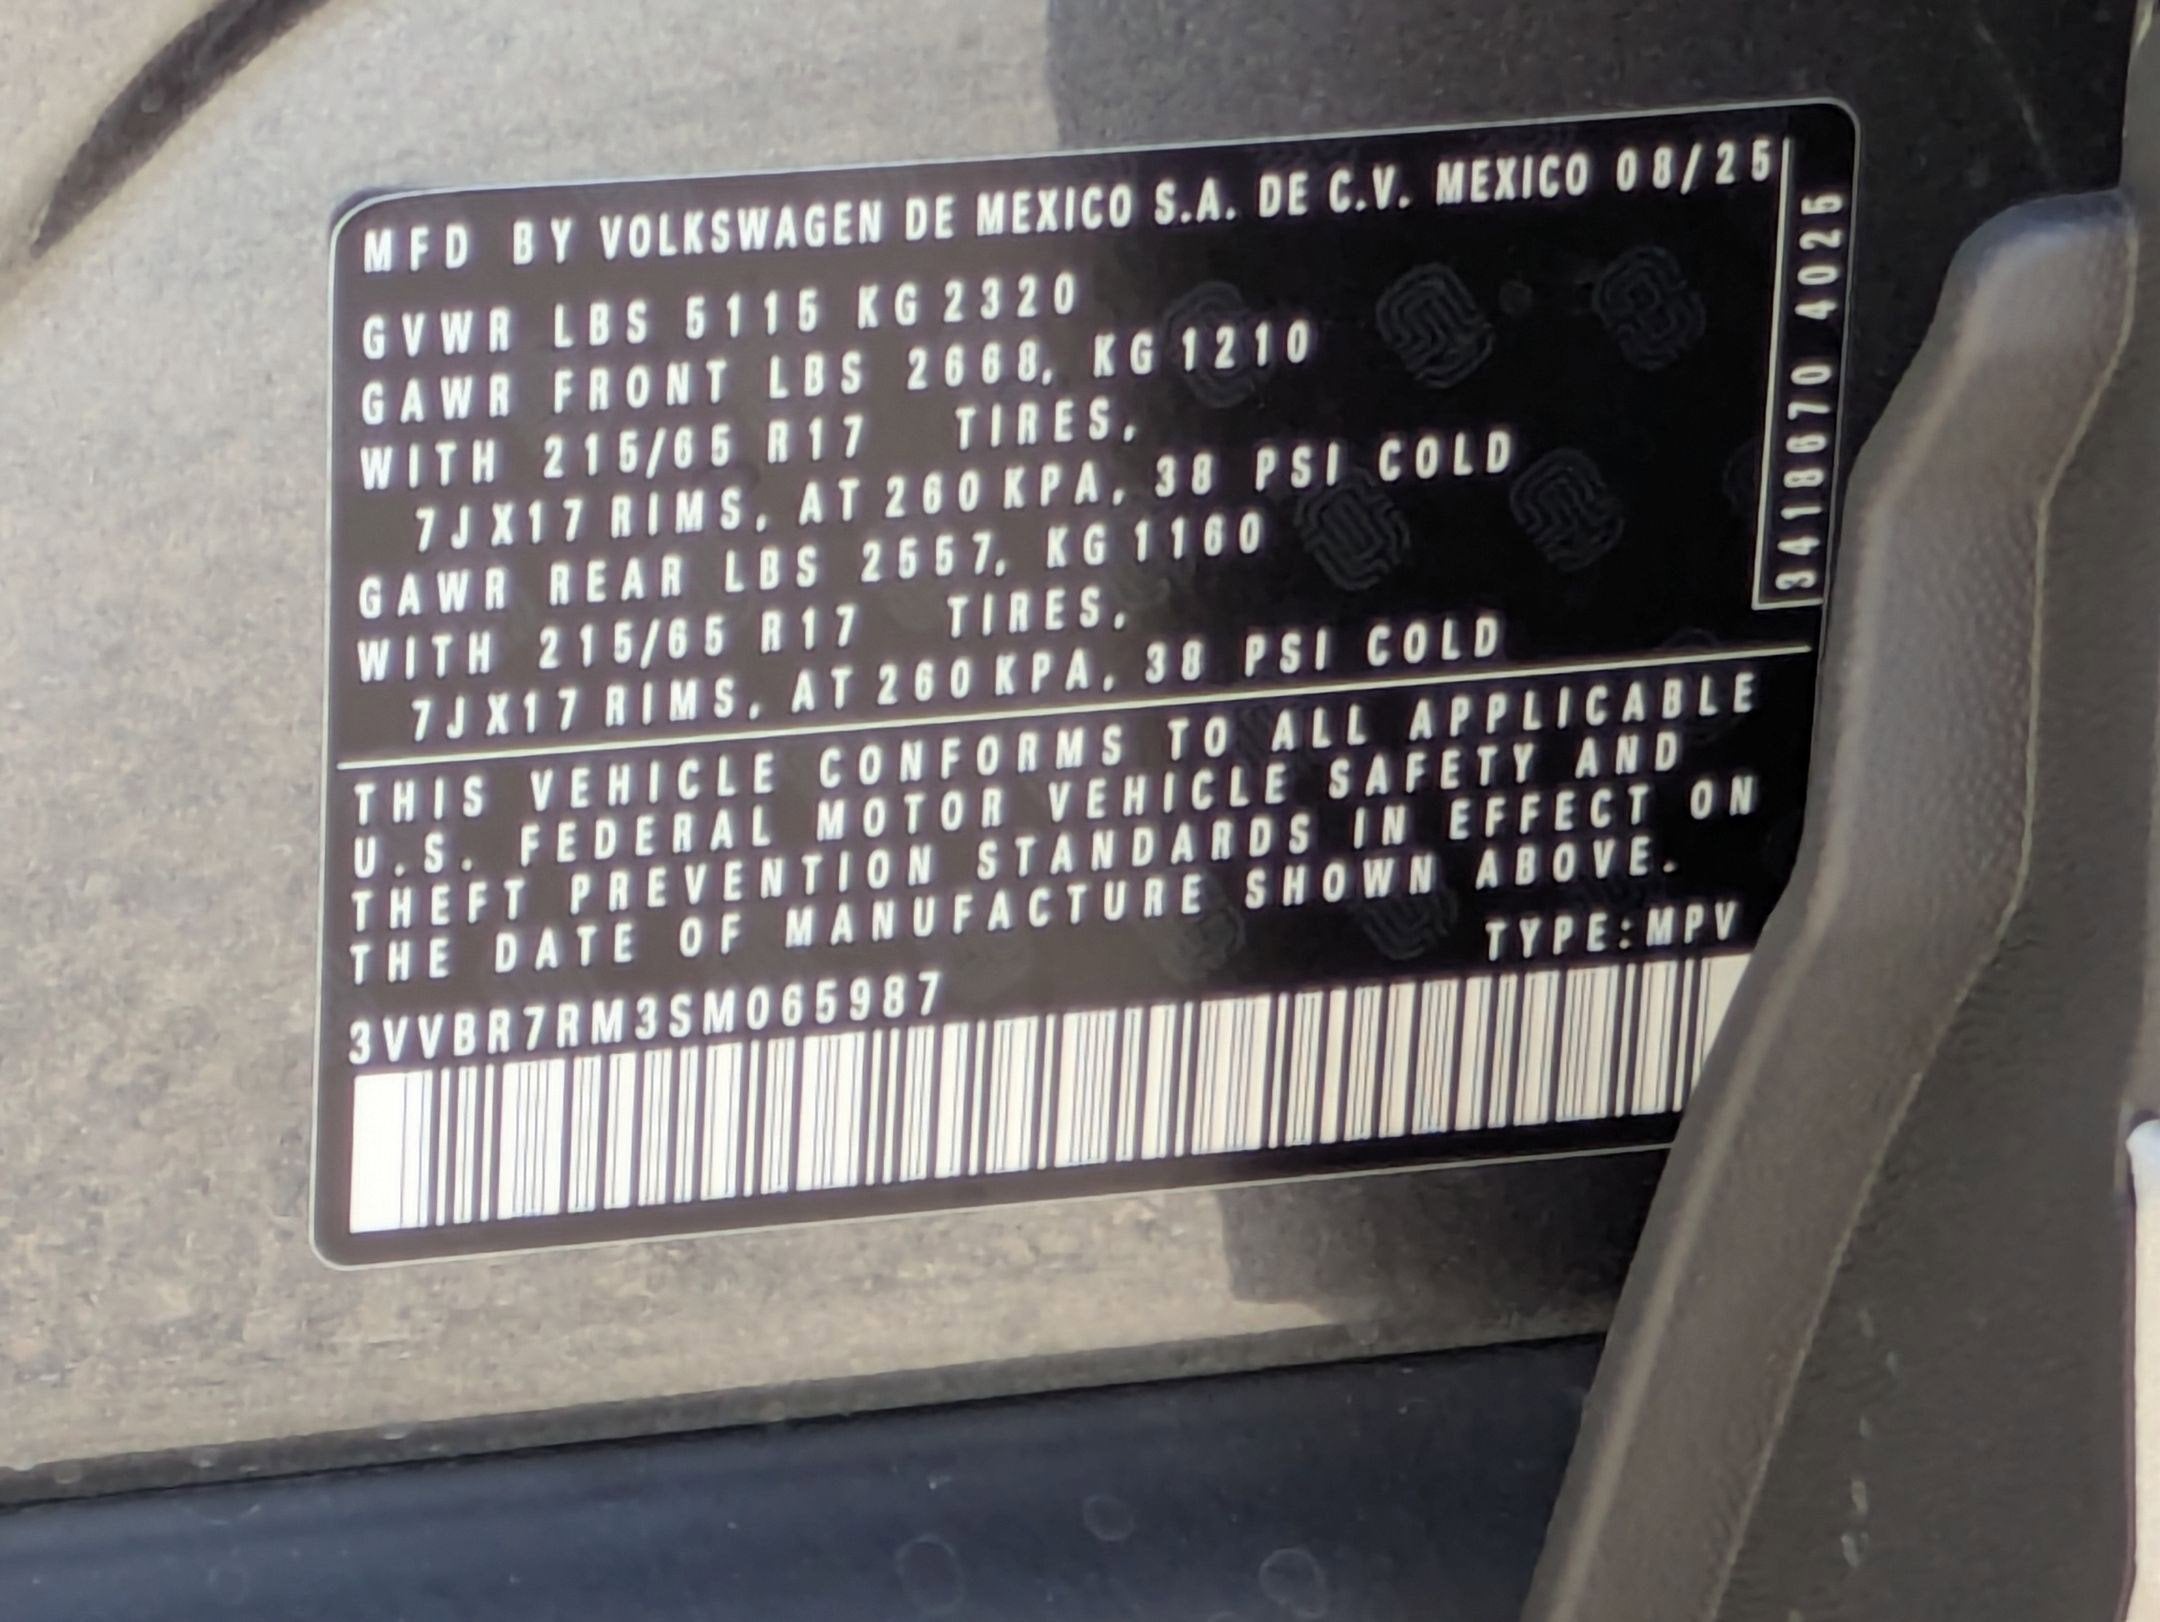 MFD BY VOLKSWAGEN DE MEXICO S.A. DE C.V. MEXICO 08/25
GVWR LBS 5115 KG 2320
GAWR FRONT LBS 2668, KG 1210
WITH 215/65 R17 TIRES,
7JX17 RIMS, AT 260 KPA, 38 PSI COLD
GAWR REAR LBS 2557, KG 1160
WITH 215/65 R17 TIRES,
7JX17 RIMS, AT 260 KPA, 38 PSI COLD
3418670 4025
THIS VEHICLE CONFORMS TO ALL APPLICABLE
U.S. FEDERAL MOTOR VEHICLE SAFETY AND
THEFT PREVENTION STANDARDS IN EFFECT ON
THE DATE OF MANUFACTURE SHOWN ABOVE.
TYPE:MPV
3VVBR7RM3SM065987